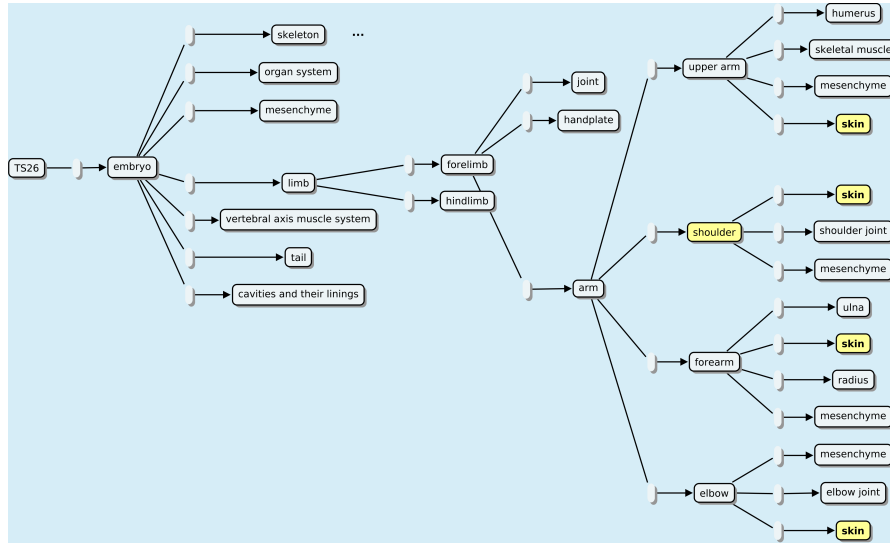 TS26
embryo
skeleton
...
organ system
mesenchyme
limb
vertebral axis muscle system
tail
cavities and their linings
forelimb
hindlimb
joint
handplate
arm
upper arm
humerus
skeletal muscle
mesenchyme
skin
shoulder
skin
shoulder joint
mesenchyme
forearm
ulna
skin
radius
mesenchyme
elbow
mesenchyme
elbow joint
skin